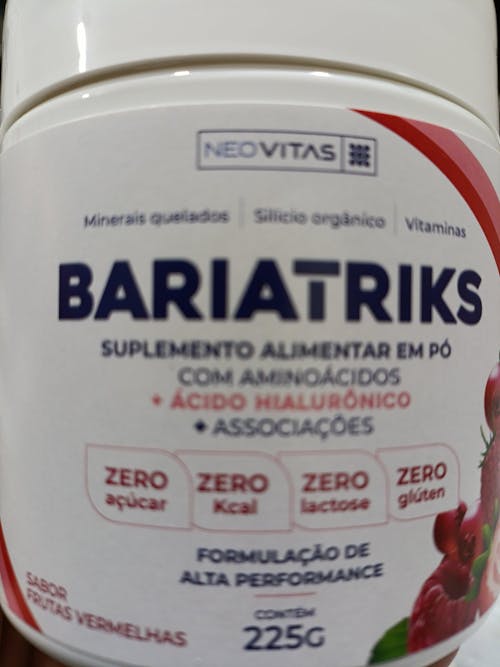 NEOVITAS
Minerais quelados | Silício orgânico | Vitaminas
BARIATRIKS
SUPLEMENTO ALIMENTAR EM PÓ
COM AMINOÁCIDOS
+ ÁCIDO HIALURÔNICO
+ ASSOCIAÇÕES
ZERO açúcar
ZERO Kcal
ZERO lactose
ZERO glúten
FORMULAÇÃO DE
ALTA PERFORMANCE
CONTÉM
225G
SABOR
FRUTAS VERMELHAS